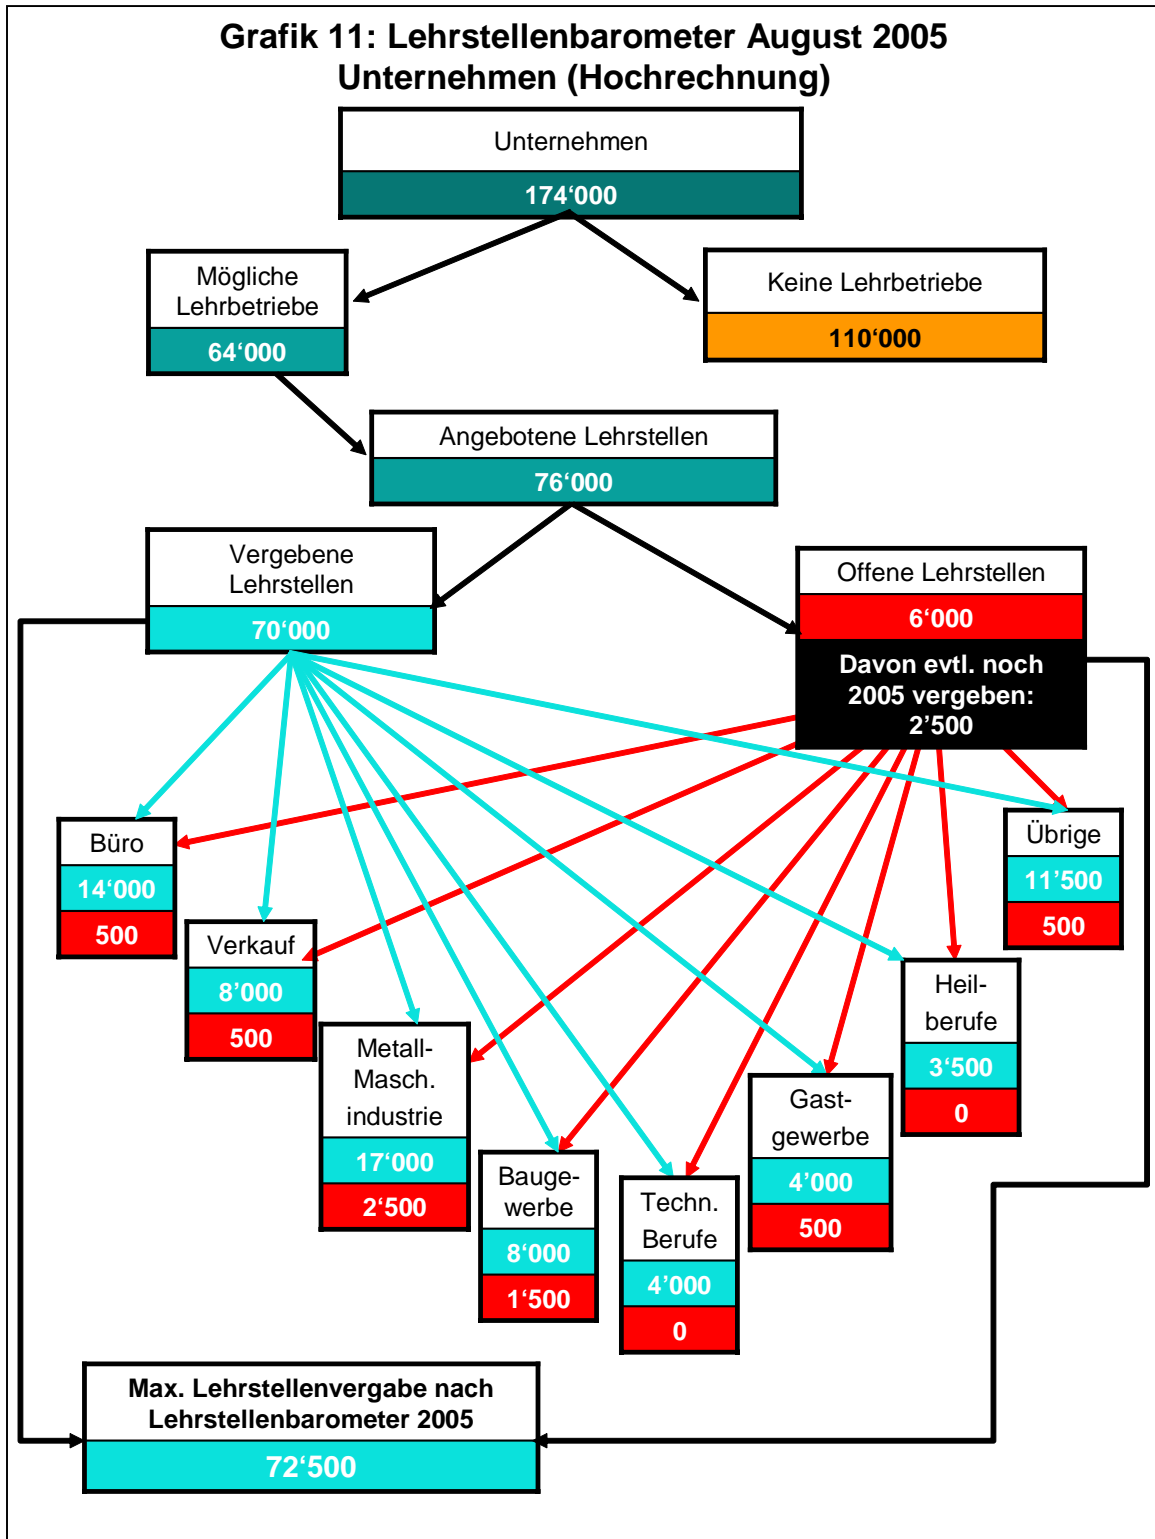 Grafik 11: Lehrstellenbarometer August 2005
Unternehmen (Hochrechnung)
Unternehmen
174‘000
Mögliche
Lehrbetriebe
64‘000
Keine Lehrbetriebe
110‘000
Angebotene Lehrstellen
76‘000
Vergebene
Lehrstellen
70‘000
Offene Lehrstellen
6‘000
Davon evtl. noch
2005 vergeben:
2’500
Büro
14‘000
500
Verkauf
8’000
500
Metall-
Masch.
industrie
17‘000
2‘500
Bauge-
werbe
8’000
1‘500
Techn.
Berufe
4’000
0
Gast-
gewerbe
4‘000
500
Heil-
berufe
3‘500
0
Übrige
11’500
500
Max. Lehrstellenvergabe nach
Lehrstellenbarometer 2005
72‘500